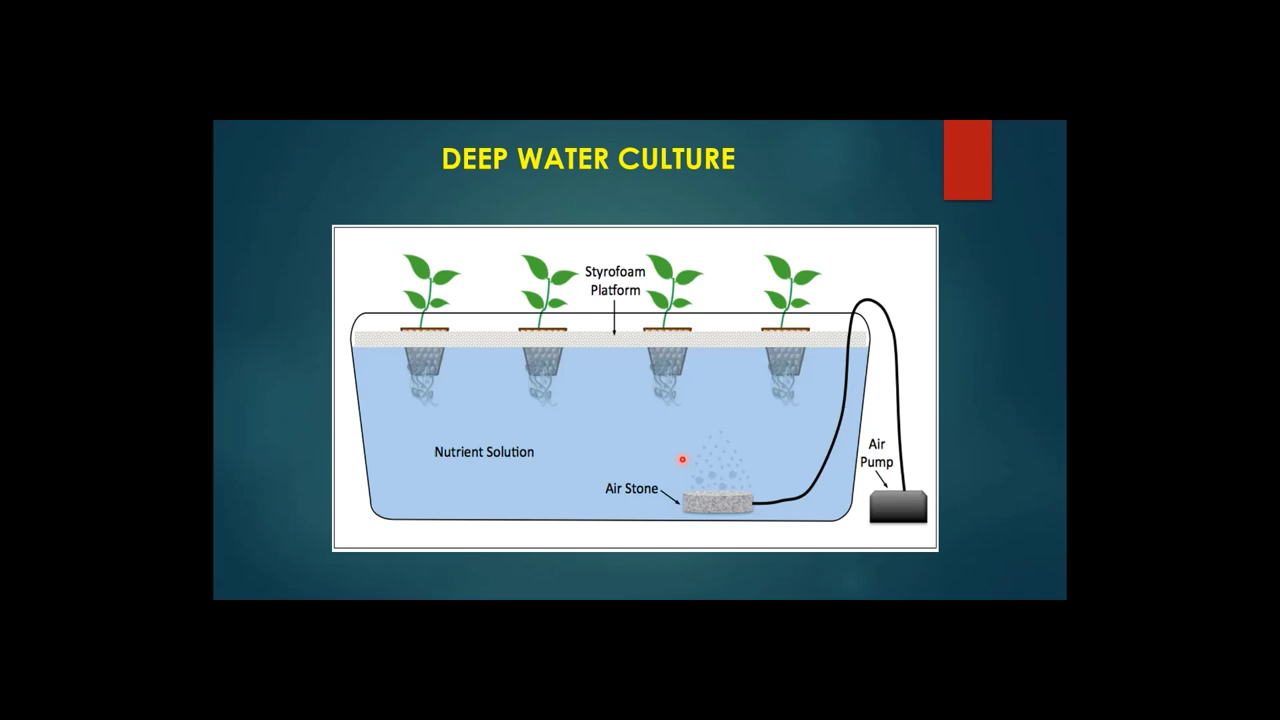 DEEP WATER CULTURE
Styrofoam
Platform
Nutrient Solution
Air Stone
Air
Pump